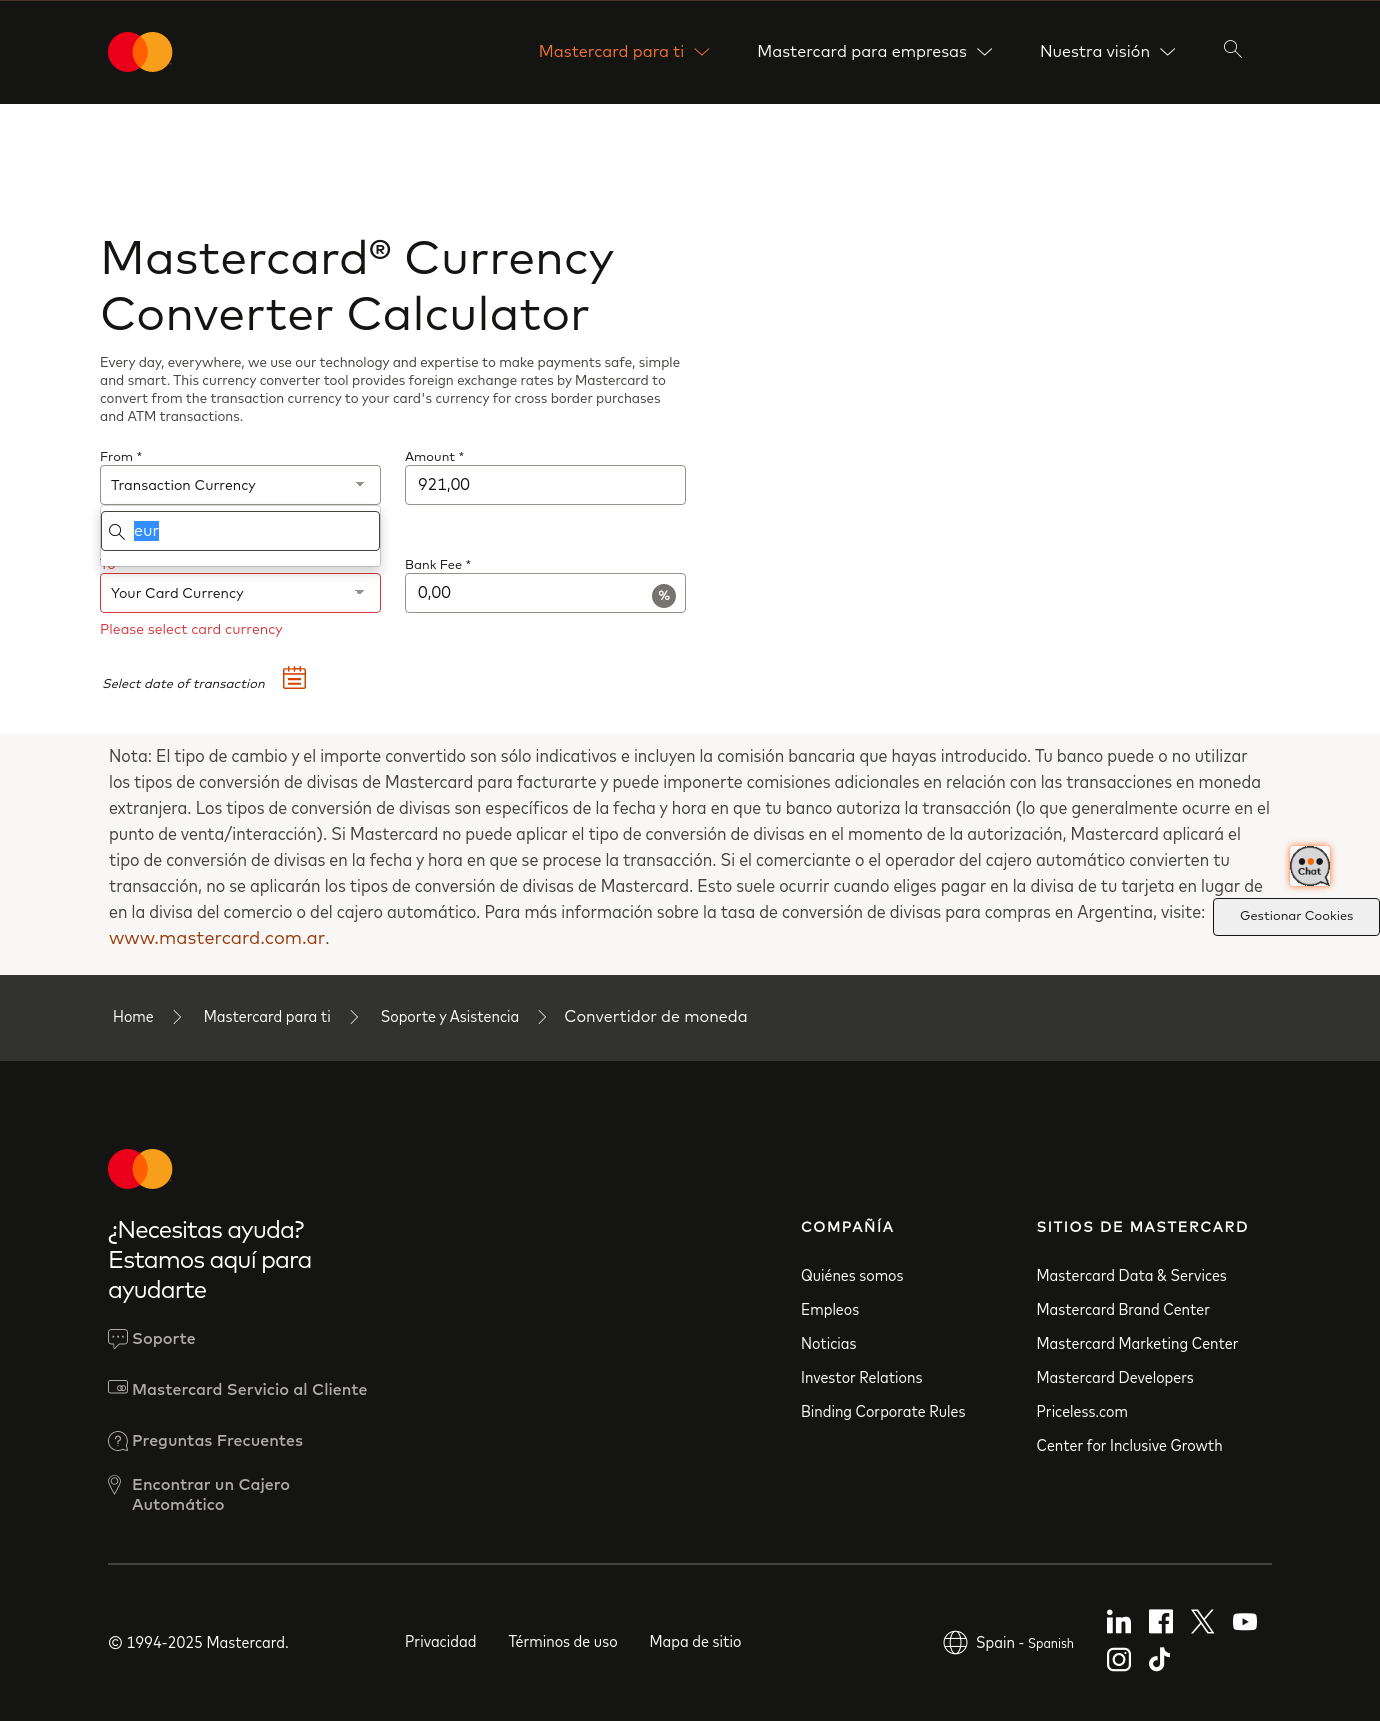 Mastercard para ti
Mastercard para empresas
Nuestra visión
Mastercard® Currency
Converter Calculator
Every day, everywhere, we use our technology and expertise to make payments safe, simple
and smart. This currency converter tool provides foreign exchange rates by Mastercard to
convert from the transaction currency to your card's currency for cross border purchases
and ATM transactions.
From *
Amount *
Transaction Currency
921,00
eur
Bank Fee *
Your Card Currency
0,00
%
Please select card currency
Select date of transaction
Nota: El tipo de cambio y el importe convertido son sólo indicativos e incluyen la comisión bancaria que hayas introducido. Tu banco puede o no utilizar
los tipos de conversión de divisas de Mastercard para facturarte y puede imponerte comisiones adicionales en relación con las transacciones en moneda
extranjera. Los tipos de conversión de divisas son específicos de la fecha y hora en que tu banco autoriza la transacción (lo que generalmente ocurre en el
punto de venta/interacción). Si Mastercard no puede aplicar el tipo de conversión de divisas en el momento de la autorización, Mastercard aplicará el
tipo de conversión de divisas en la fecha y hora en que se procese la transacción. Si el comerciante o el operador del cajero automático convierten tu
transacción, no se aplicarán los tipos de conversión de divisas de Mastercard. Esto suele ocurrir cuando eliges pagar en la divisa de tu tarjeta en lugar de
en la divisa del comercio o del cajero automático. Para más información sobre la tasa de conversión de divisas para compras en Argentina, visite:
www.mastercard.com.ar.
Chat
Gestionar Cookies
Home
Mastercard para ti
Soporte y Asistencia
Convertidor de moneda
¿Necesitas ayuda?
Estamos aquí para
ayudarte
Soporte
Mastercard Servicio al Cliente
Preguntas Frecuentes
Encontrar un Cajero
Automático
COMPAÑÍA
Quiénes somos
Empleos
Noticias
Investor Relations
Binding Corporate Rules
SITIOS DE MASTERCARD
Mastercard Data & Services
Mastercard Brand Center
Mastercard Marketing Center
Mastercard Developers
Priceless.com
Center for Inclusive Growth
© 1994-2025 Mastercard.
Privacidad
Términos de uso
Mapa de sitio
Spain - Spanish